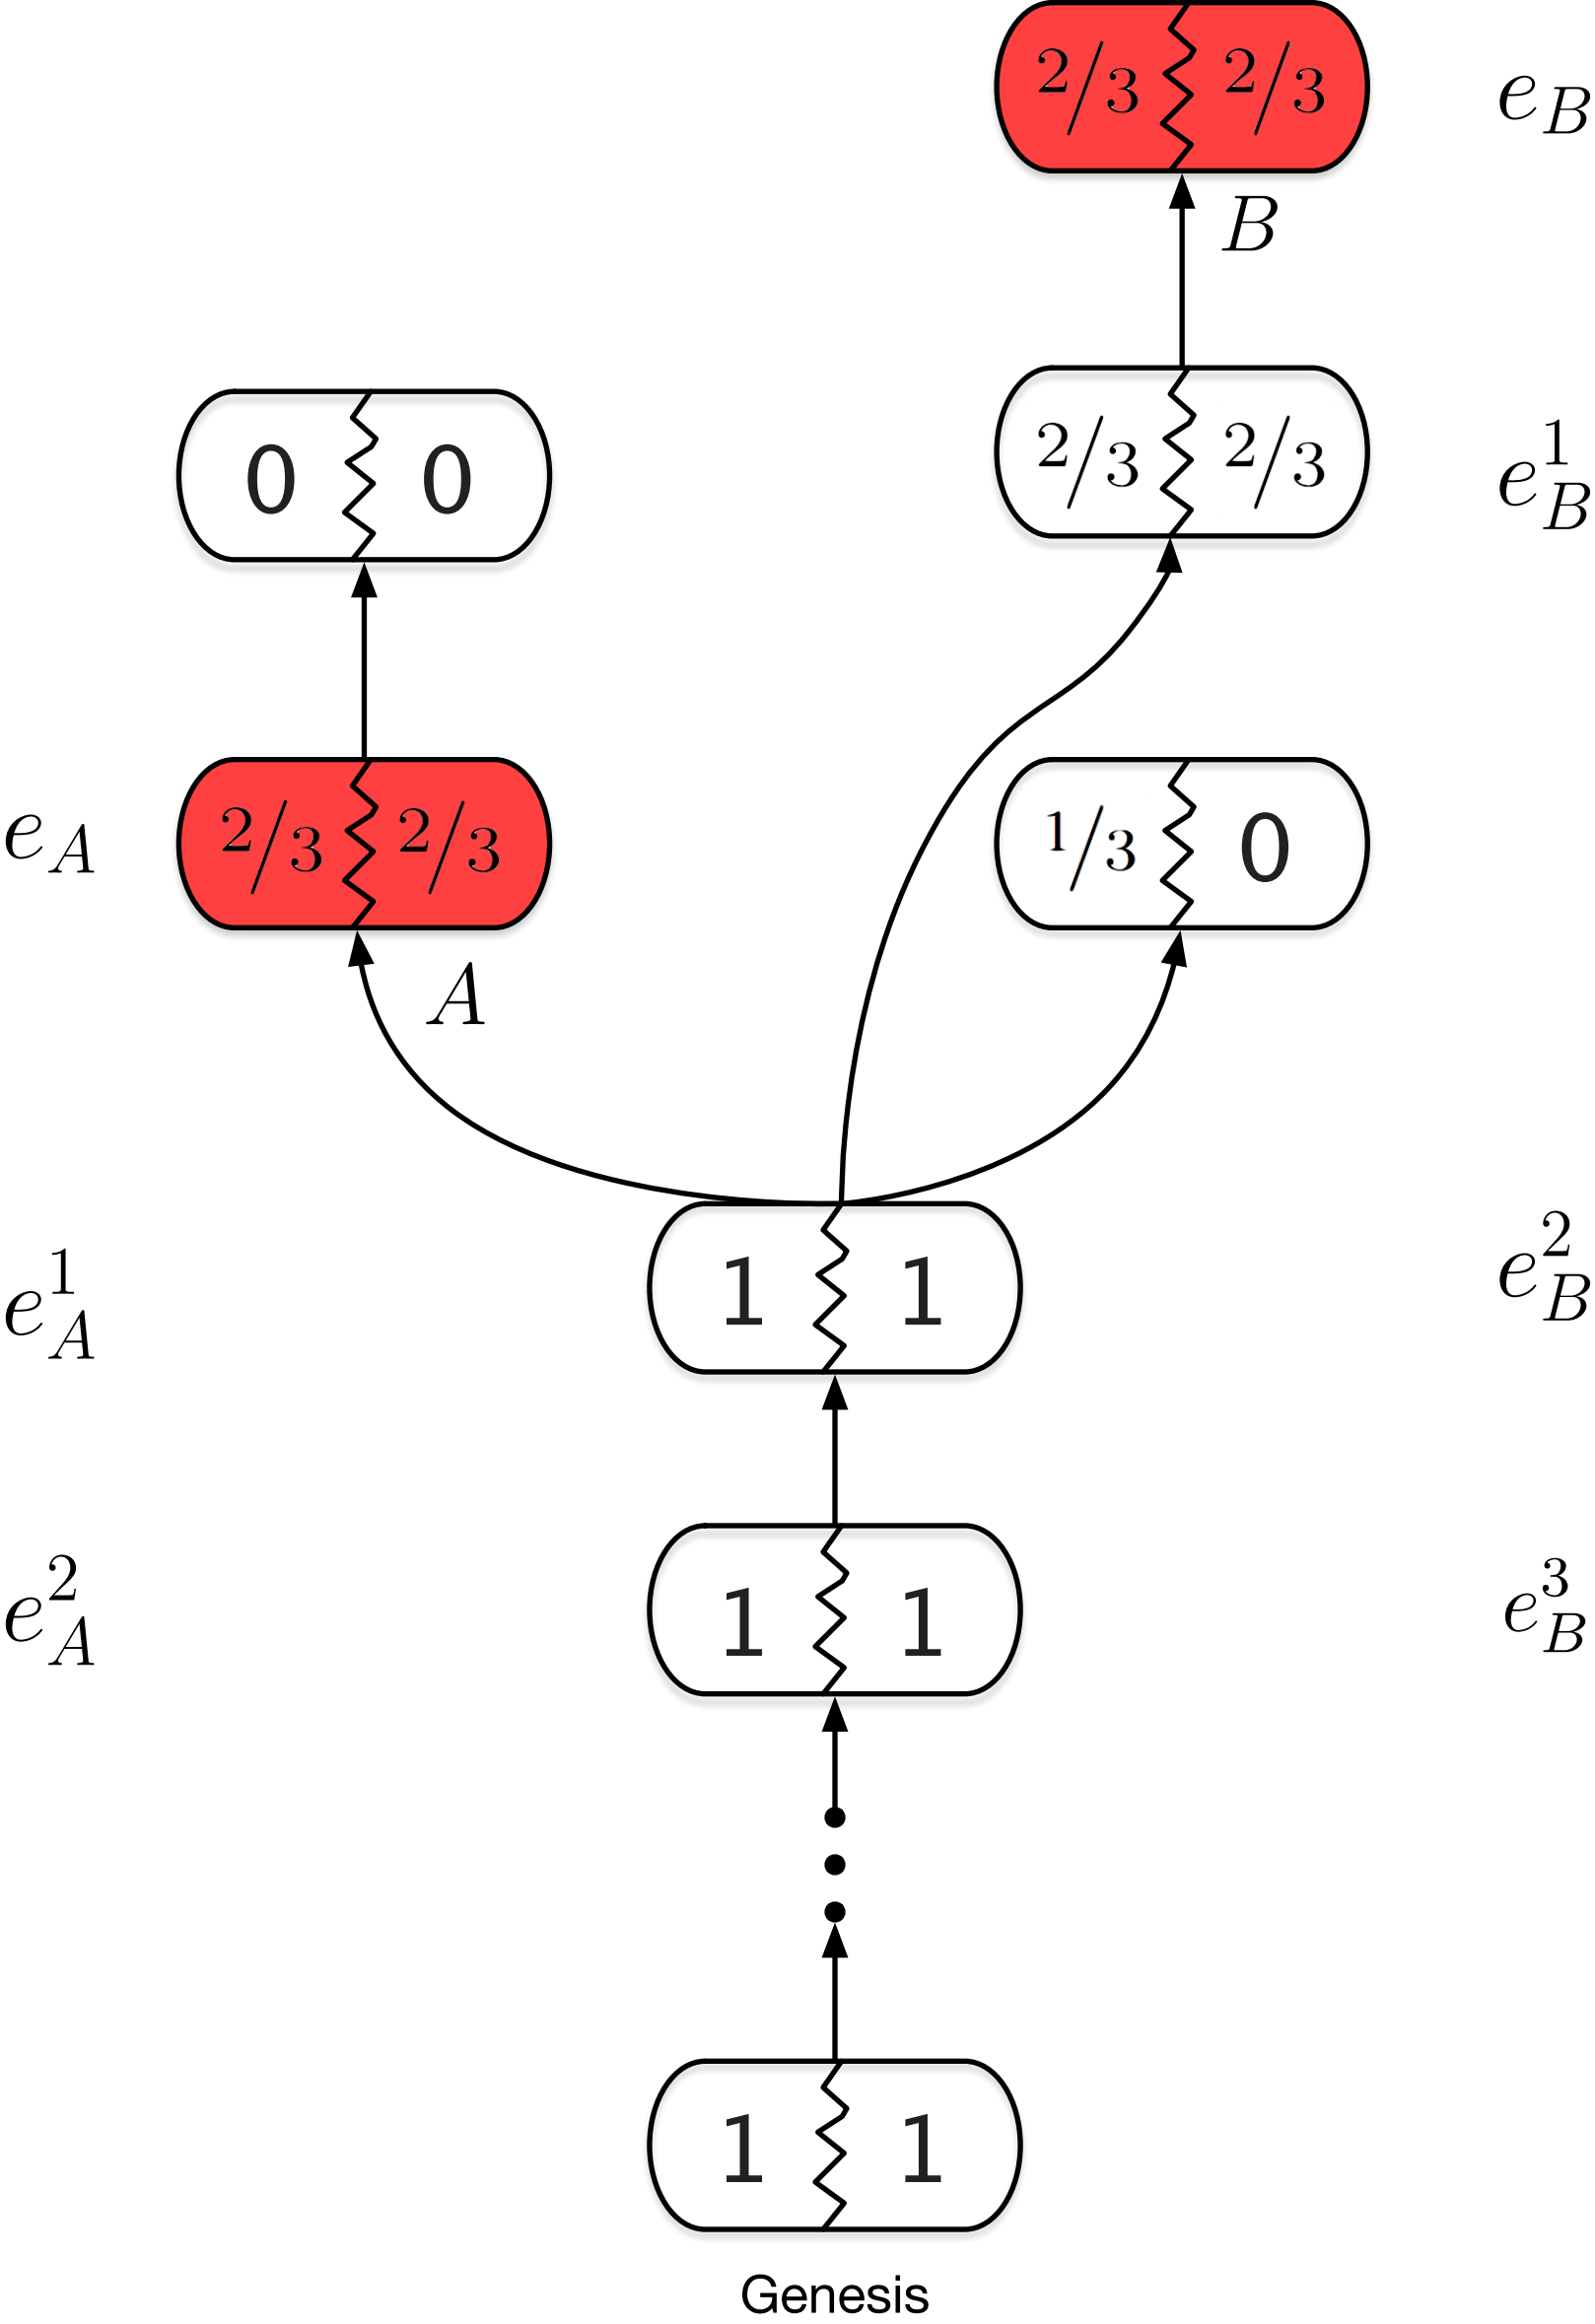 2/3 2/3 e_B
B
0 0 2/3 2/3 e_B^1
e_A 2/3 2/3 1/3 0
A
e_A^1 1 1 e_B^2
e_A^2 1 1 e_B^3
1 1
Genesis